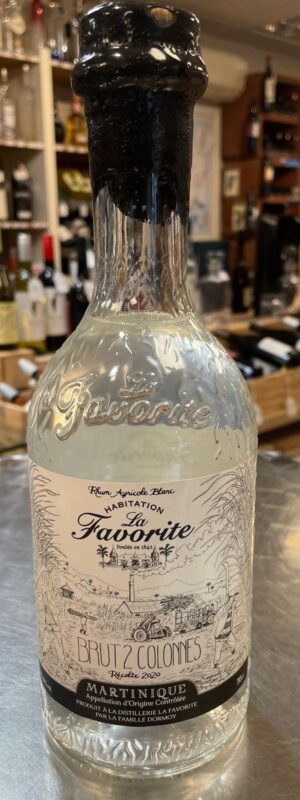 La
Favorite
Rhum Agricole Blanc
HABITATION
La
Favorite
Fondée en 1842
BRUT 2 COLONNES
Récolte 2020
MARTINIQUE
Appellation d'Origine Contrôlée
PRODUIT À LA DISTILLERIE LA FAVORITE
PAR LA FAMILLE DORMOY